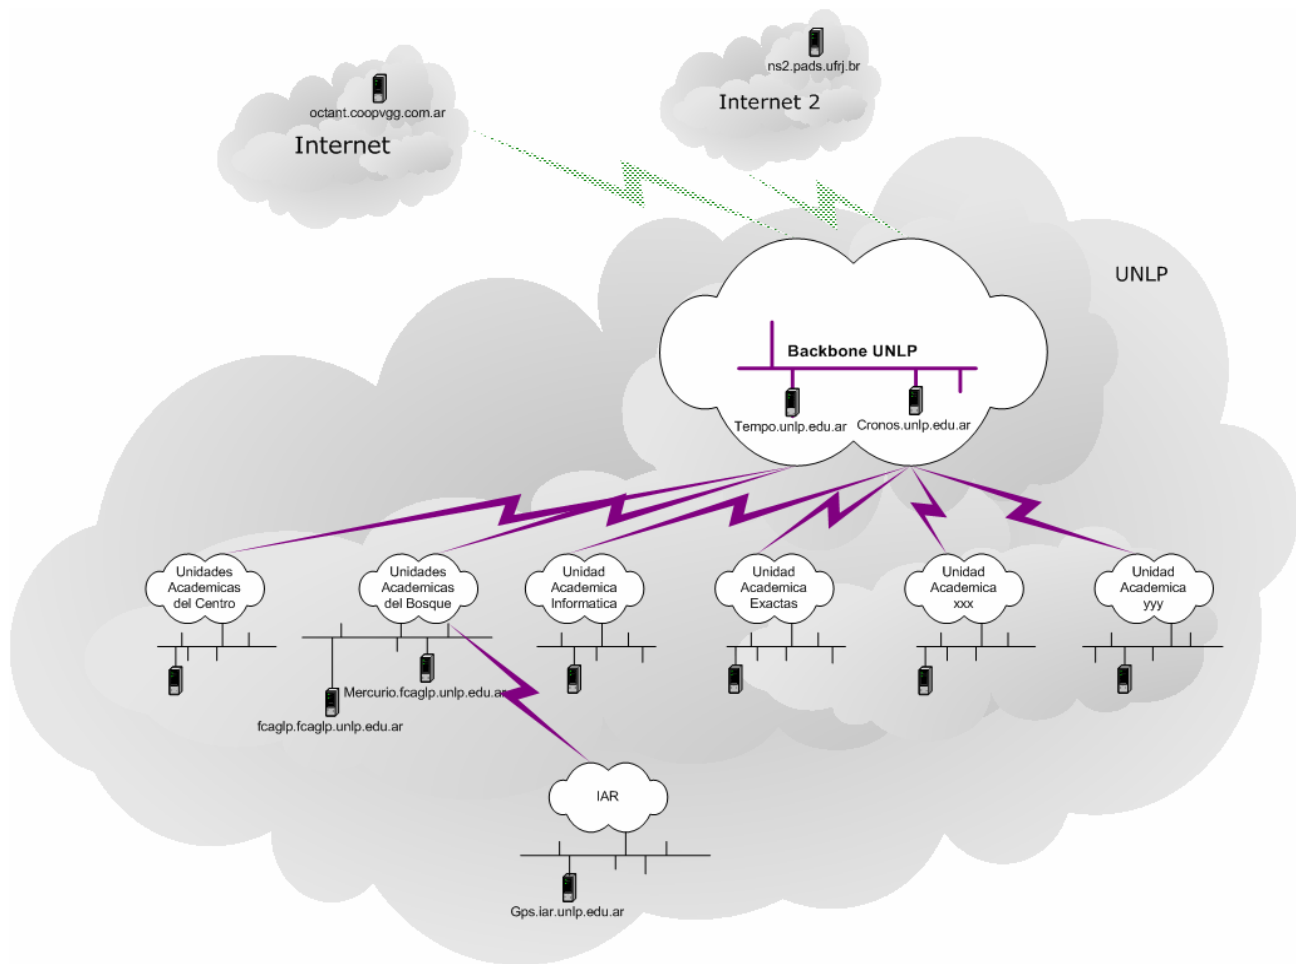 ns2.pads.ufrj.br
Internet 2
octant.coopvgg.com.ar
Internet
UNLP
Backbone UNLP
Tempo.unlp.edu.ar
Cronos.unlp.edu.ar
Unidades
Academicas
del Centro
Unidades
Academicas
del Bosque
Unidad
Academica
Informatica
Unidad
Academica
Exactas
Unidad
Academica
xxx
Unidad
Academica
yyy
Mercurio.fcaglp.unlp.edu.ar
fcaglp.fcaglp.unlp.edu.ar
IAR
Gps.iar.unlp.edu.ar